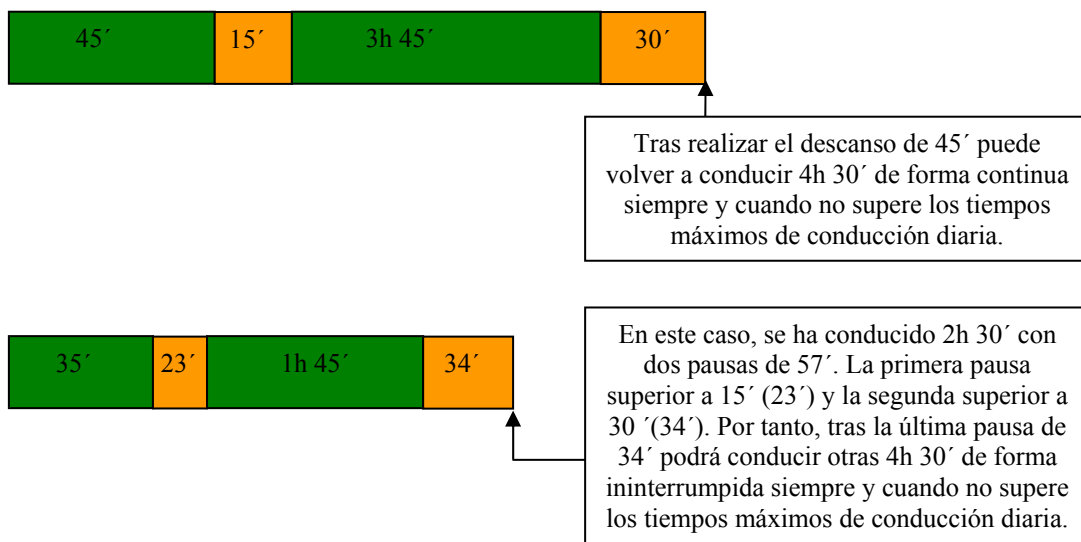 45´ 15´ 3h 45´ 30´
Tras realizar el descanso de 45´ puede
volver a conducir 4h 30´ de forma continua
siempre y cuando no supere los tiempos
máximos de conducción diaria.
35´ 23´ 1h 45´ 34´
En este caso, se ha conducido 2h 30´ con
dos pausas de 57´. La primera pausa
superior a 15´ (23´) y la segunda superior a
30 ´(34´). Por tanto, tras la última pausa de
34´ podrá conducir otras 4h 30´ de forma
ininterrumpida siempre y cuando no supere
los tiempos máximos de conducción diaria.